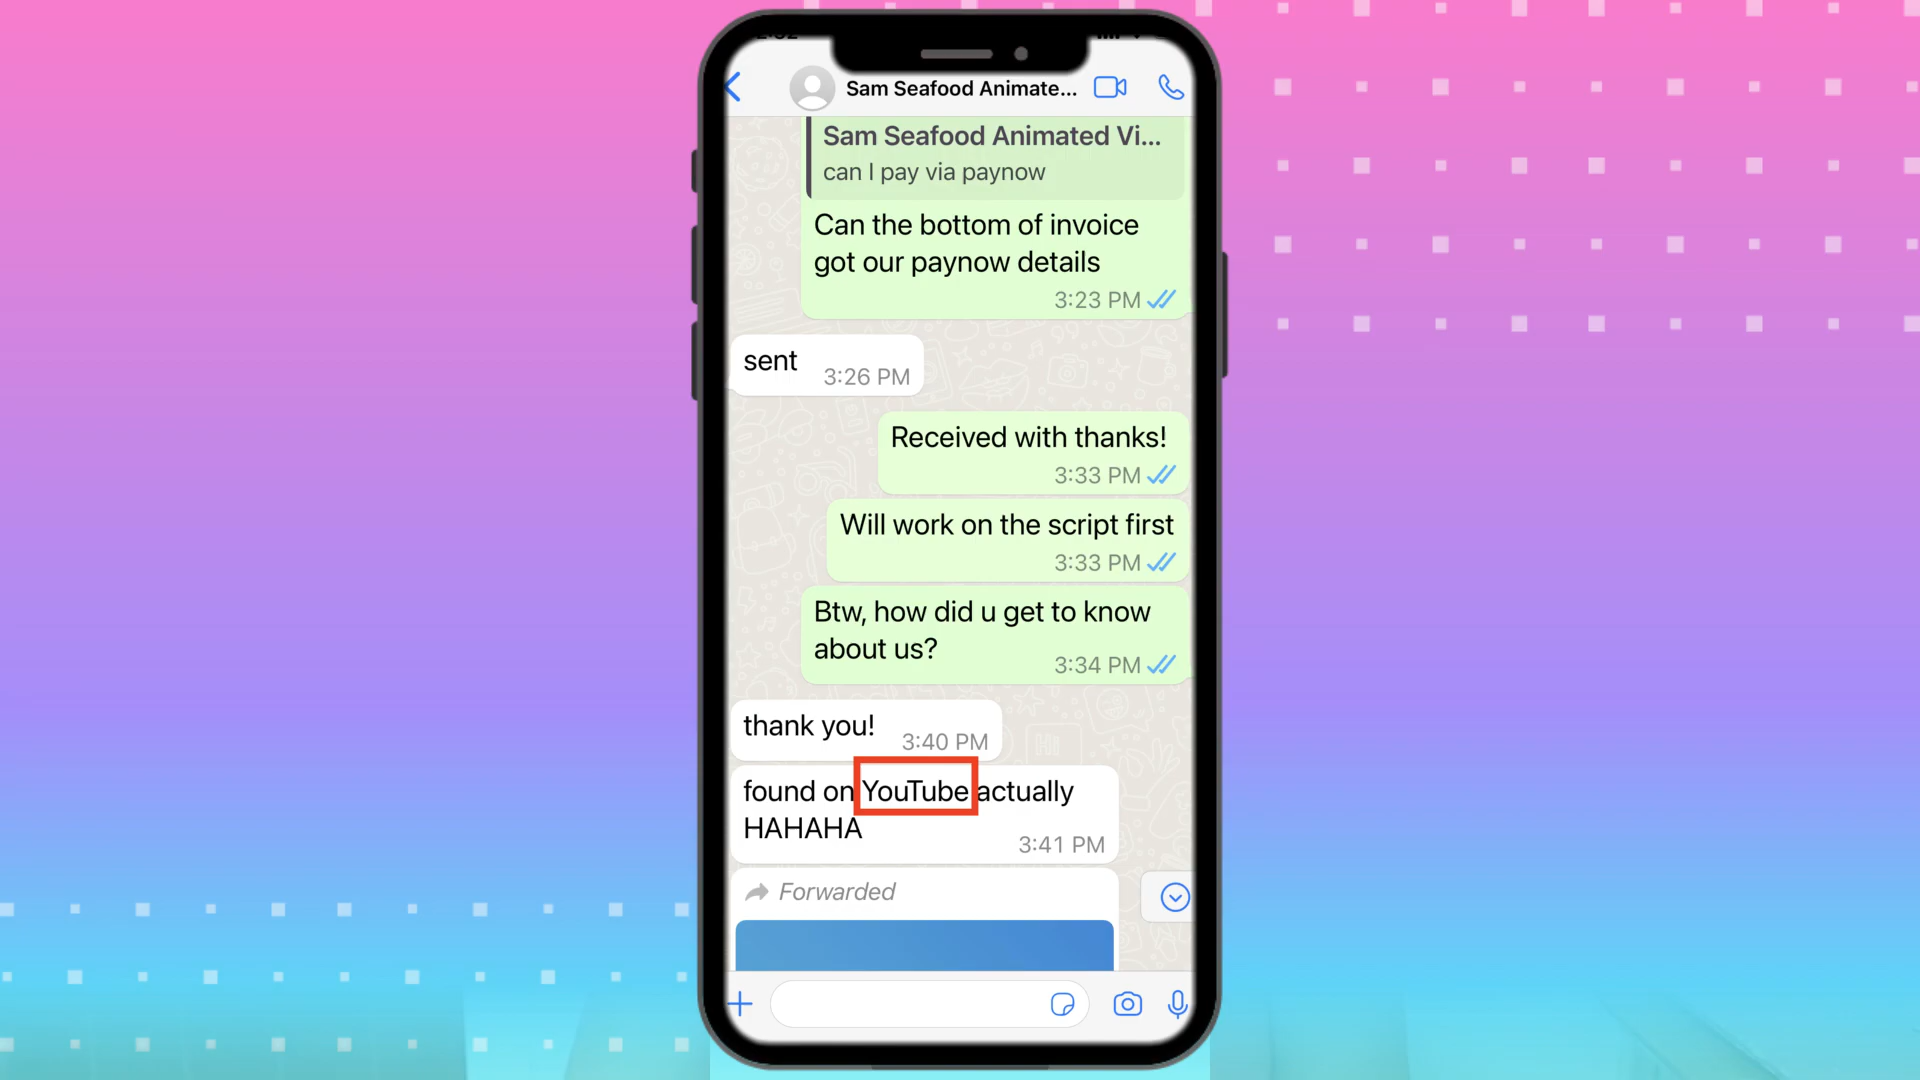 Sam Seafood Animate...
Sam Seafood Animated Vi...
can I pay via paynow
Can the bottom of invoice
got our paynow details
3:23 PM
sent
3:26 PM
Received with thanks!
3:33 PM
Will work on the script first
3:33 PM
Btw, how did u get to know
about us?
3:34 PM
thank you!
3:40 PM
found on YouTube actually
HAHAHA
3:41 PM
Forwarded